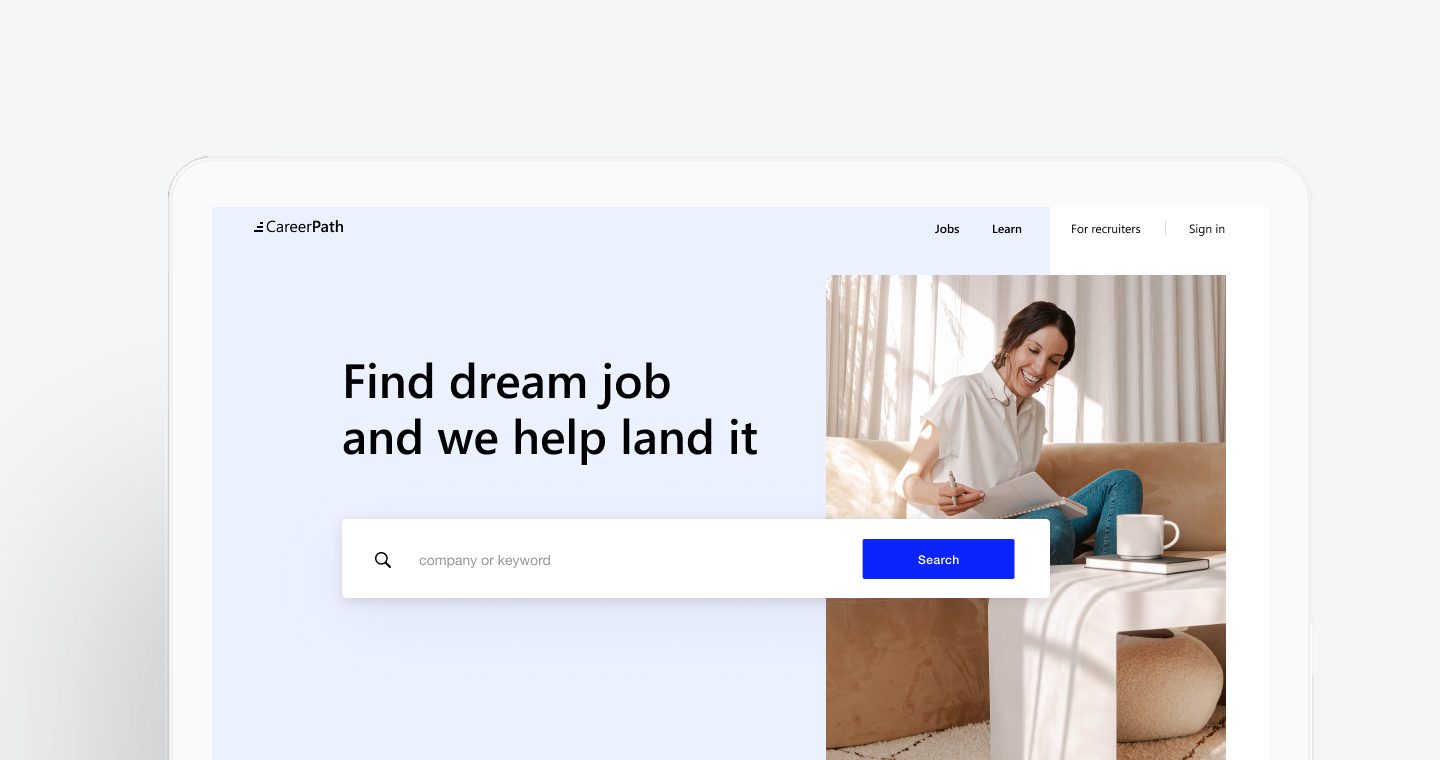 CareerPath
Jobs Learn For recruiters Sign in
Find dream job
and we help land it
company or keyword Search